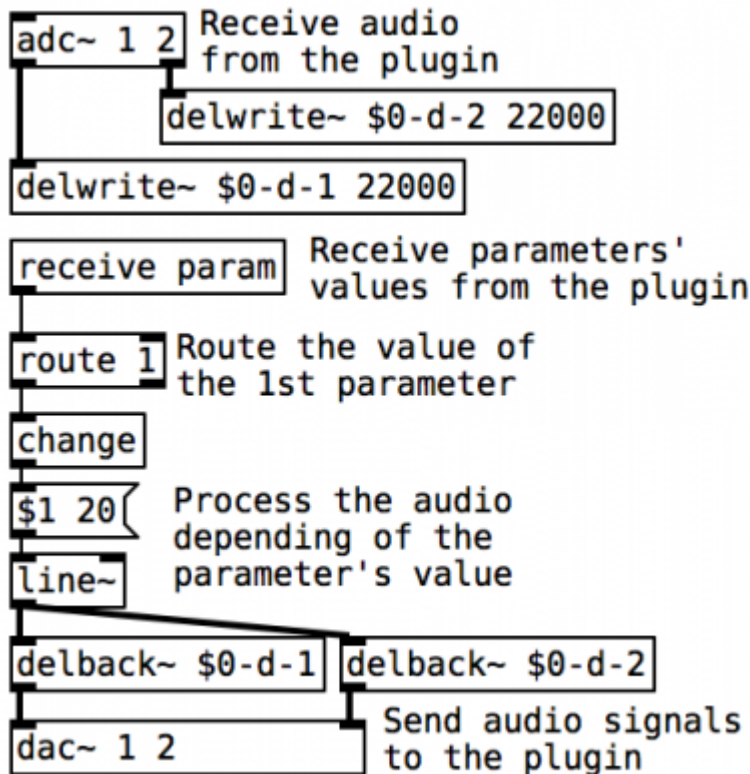 adc~ 1 2
Receive audio
from the plugin
delwrite~ $0-d-2 22000
delwrite~ $0-d-1 22000
receive param
Receive parameters'
values from the plugin
route 1
Route the value of
the 1st parameter
change
$1 20
Process the audio
depending of the
parameter's value
line~
delback~ $0-d-1
delback~ $0-d-2
dac~ 1 2
Send audio signals
to the plugin